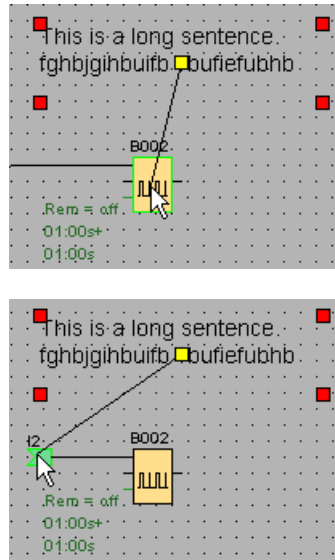 This is a long sentence.
fghbjgihbuifb bufiefubhb
B002
Rem = off
01:00s+
01:00s
This is a long sentence.
fghbjgihbuifb bufiefubhb
I2
B002
Rem = off
01:00s+
01:00s